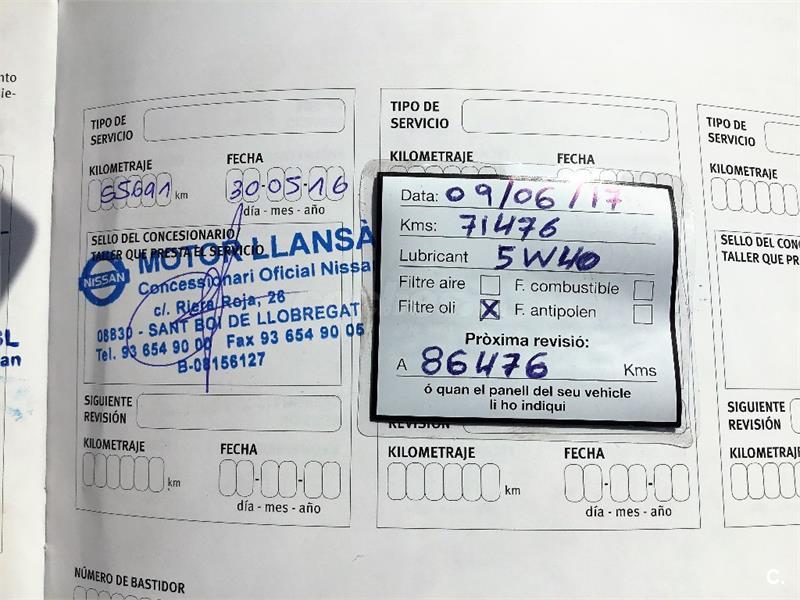 nto
ie-
TIPO DE
SERVICIO
KILOMETRAJE
FECHA
55691 km
30-05-16
día - mes - año
SELLO DEL CONCESIONARIO
TALLER QUE PRESTA EL SERVICIO
NISSAN
MOTOR LLANSÀ
Concessionari Oficial Nissa
c/. Riera Roja, 26
08830 - SANT BOI DE LLOBREGAT
Tel. 93 654 90 00 Fax 93 654 90 05
B-08156127
SIGUIENTE
REVISIÓN
KILOMETRAJE
FECHA
km
día - mes - año
NÚMERO DE BASTIDOR
TIPO DE
SERVICIO
KILOMETRAJE
FECHA
Data: 09/06/17
Kms: 71476
Lubricant 5W40
Filtre aire
F. combustible
Filtre oli X
F. antipolen
Pròxima revisió:
A 86476 Kms
ó quan el panell del seu vehicle
li ho indiqui
REVISIÓN
KILOMETRAJE
FECHA
km
día - mes - año
TIPO DE
SERVICIO
KILOMETRAJE
SELLO DEL CON
TALLER QUE PR
SIGUIENTE
REVISIÓN
KILOMETRAJE
SL
an
C.